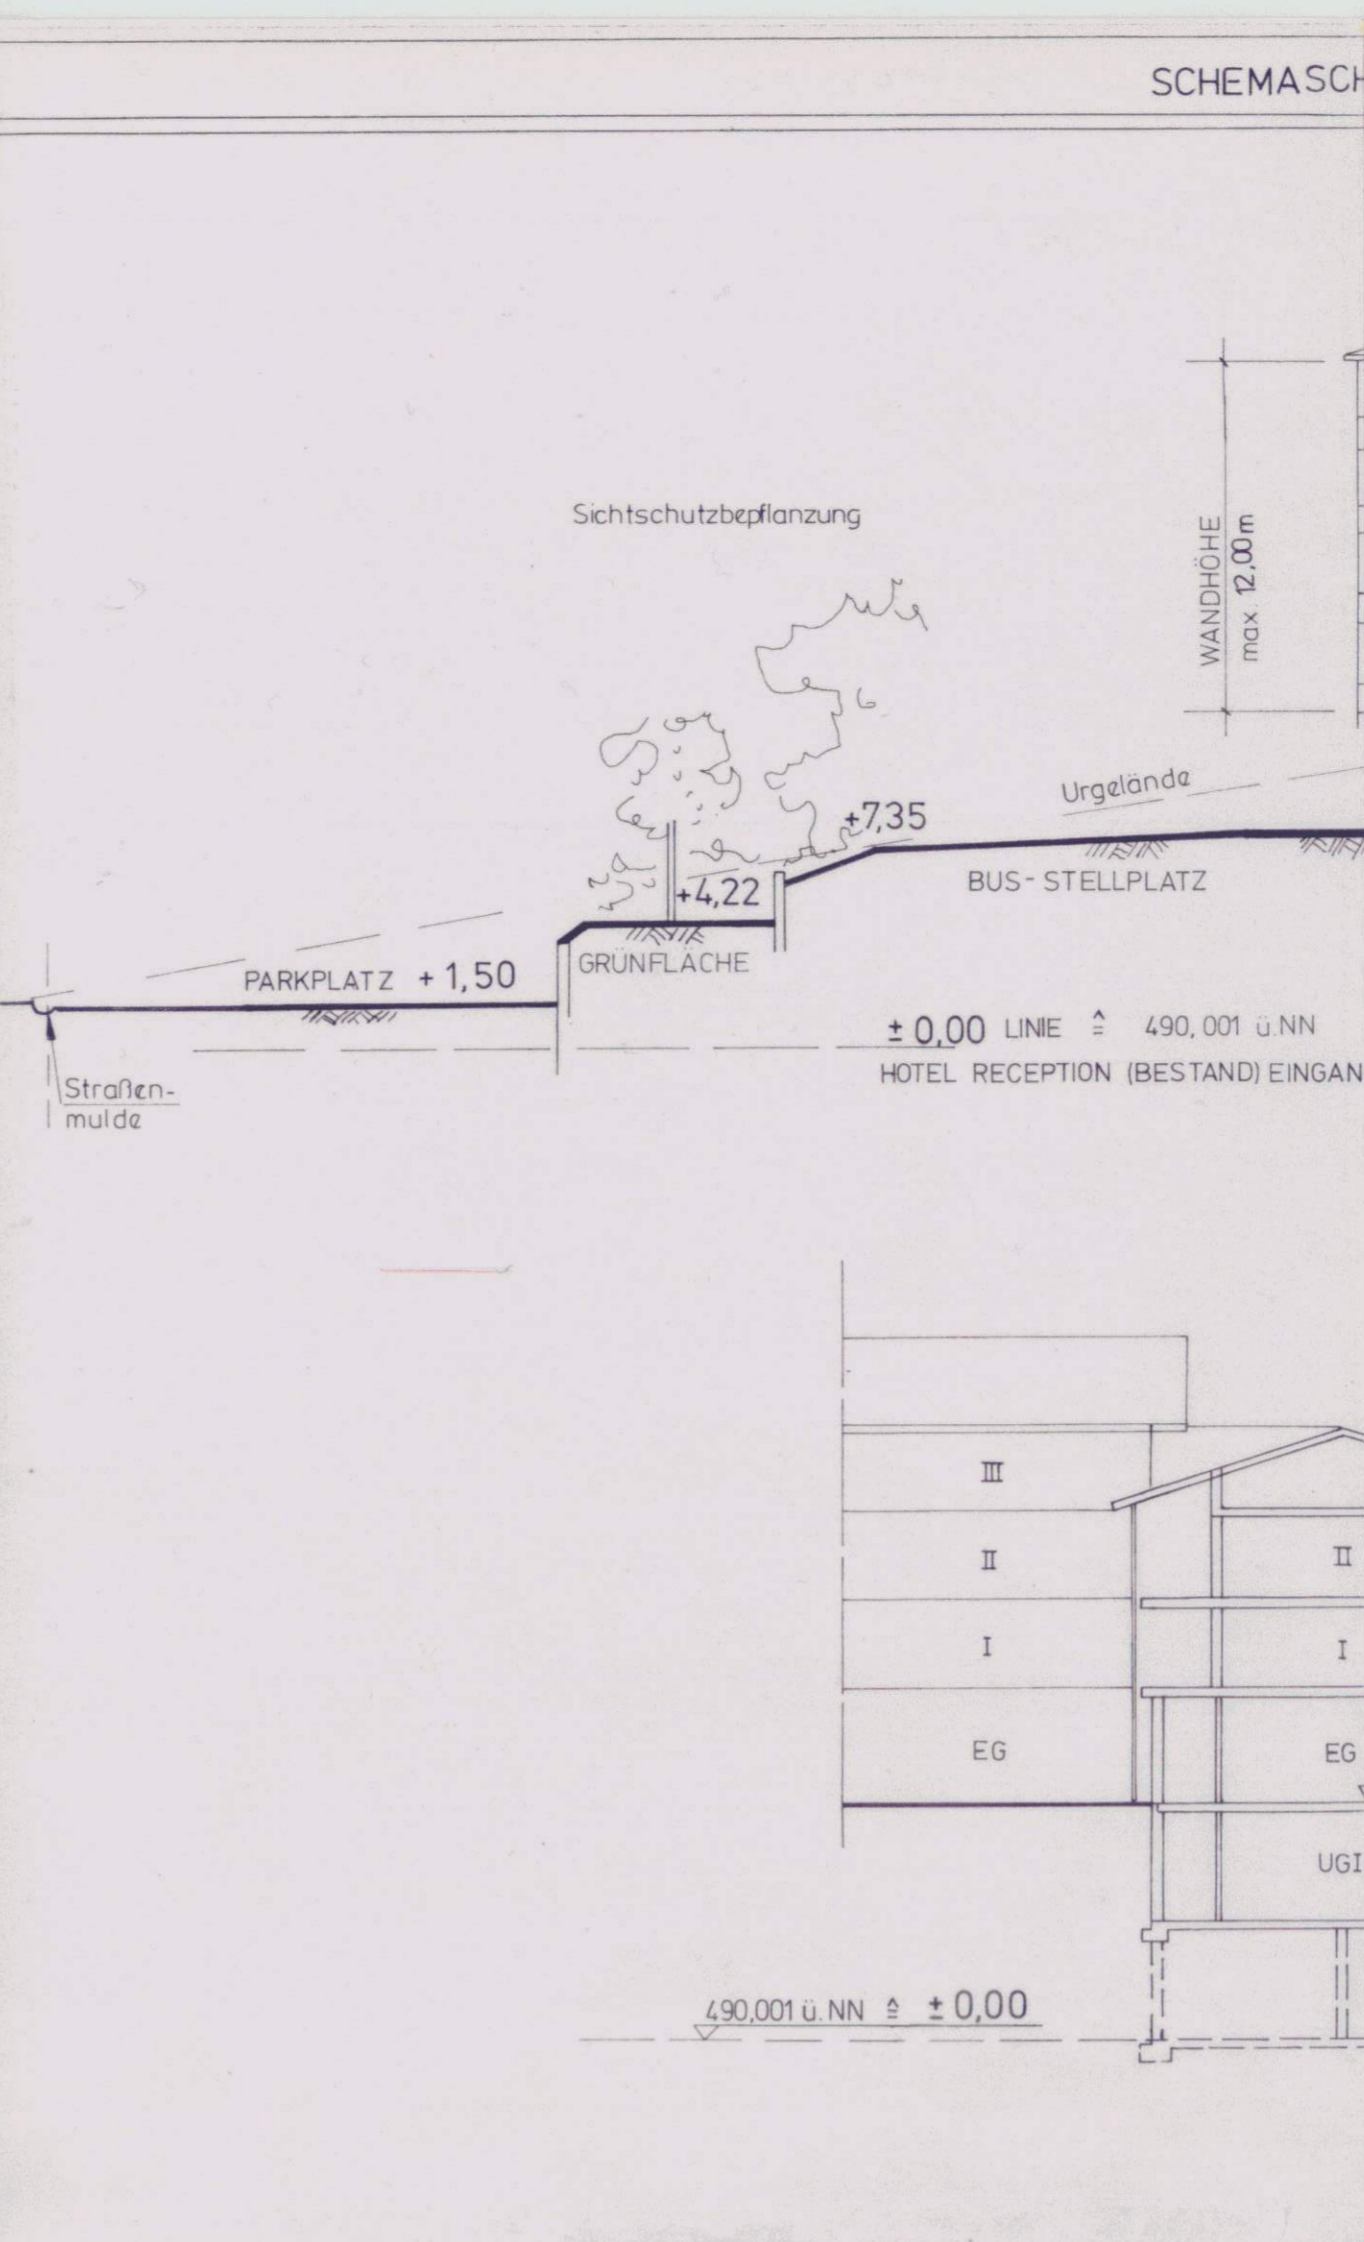 SCHEMASCH
WANDHÖHE
max. 12,00m
Sichtschutzbepflanzung
Urgelände
+7,35
BUS-STELLPLATZ
+4,22
GRÜNFLÄCHE
PARKPLATZ +1,50
± 0,00 LINIE ≙ 490,001 ü.NN
HOTEL RECEPTION (BESTAND) EINGAN
Straßen-
mulde
III
II II
I I
EG EG
UGI
490,001 ü.NN ≙ ± 0,00